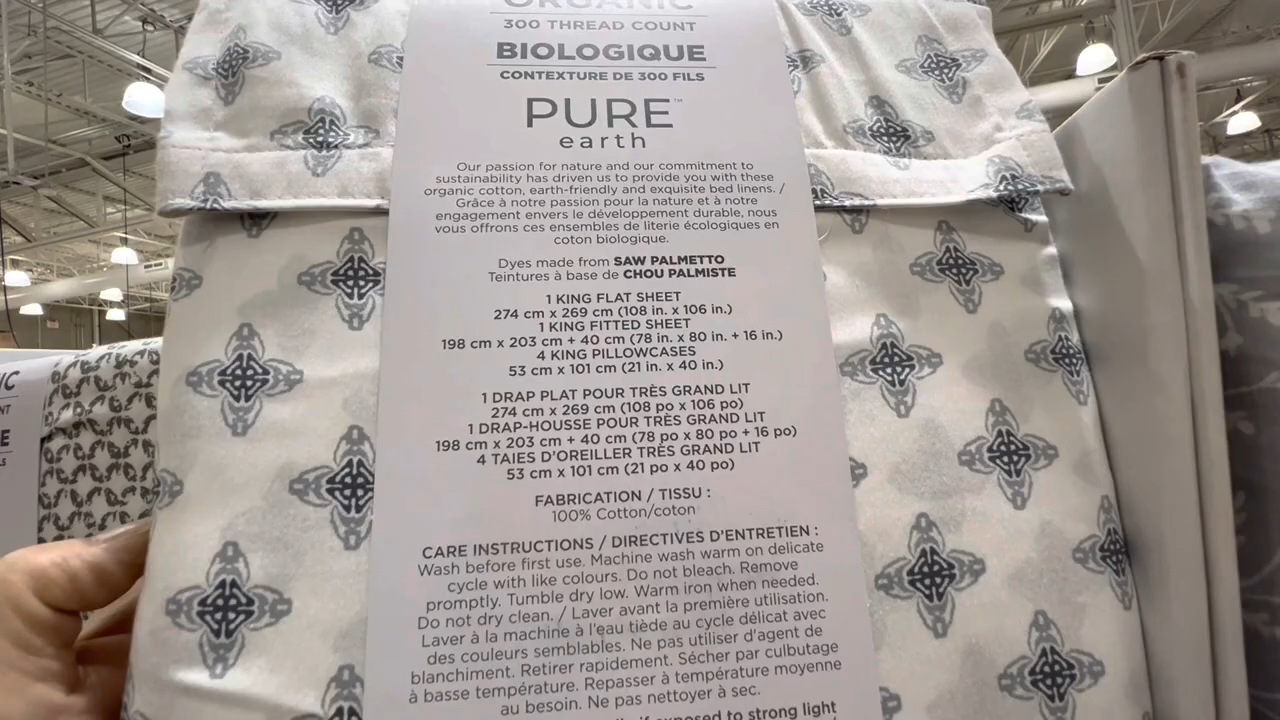 ORGANIC
300 THREAD COUNT
BIOLOGIQUE
CONTEXTURE DE 300 FILS
PURE™
earth
Our passion for nature and our commitment to
sustainability has driven us to provide you with these
organic cotton, earth-friendly and exquisite bed linens. /
Grâce à notre passion pour la nature et à notre
engagement envers le développement durable, nous
vous offrons ces ensembles de literie écologiques en
coton biologique.
Dyes made from SAW PALMETTO
Teintures à base de CHOU PALMISTE
1 KING FLAT SHEET
274 cm x 269 cm (108 in. x 106 in.)
1 KING FITTED SHEET
198 cm x 203 cm + 40 cm (78 in. x 80 in. + 16 in.)
4 KING PILLOWCASES
53 cm x 101 cm (21 in. x 40 in.)
1 DRAP PLAT POUR TRÈS GRAND LIT
274 cm x 269 cm (108 po x 106 po)
1 DRAP-HOUSSE POUR TRÈS GRAND LIT
198 cm x 203 cm + 40 cm (78 po x 80 po + 16 po)
4 TAIES D'OREILLER TRÈS GRAND LIT
53 cm x 101 cm (21 po x 40 po)
FABRICATION / TISSU :
100% Cotton/coton
CARE INSTRUCTIONS / DIRECTIVES D'ENTRETIEN :
Wash before first use. Machine wash warm on delicate
cycle with like colours. Do not bleach. Remove
promptly. Tumble dry low. Warm iron when needed.
Do not dry clean. / Laver avant la première utilisation.
Laver à la machine à l'eau tiède au cycle délicat avec
des couleurs semblables. Ne pas utiliser d'agent de
blanchiment. Retirer rapidement. Sécher par culbutage
à basse température. Repasser à température moyenne
au besoin. Ne pas nettoyer à sec.
if exposed to strong light